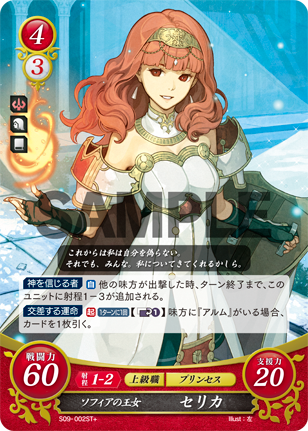 4
3
SAMPLE
これからは私は自分を偽らない。
それでも、みんな、私についてきてくれるかしら。
神を信じる者 自 他の味方が出撃した時、ターン終了まで、この
ユニットに射程1-3が追加される。
交差する運命 起 1ターンに1回 【1】 味方に『アルム』がいる場合、
カードを1枚引く。
戦闘力
60
射程 1-2 上級職 プリンセス
支援力
20
ソフィアの王女 セリカ
S09-002ST+
Illust:左